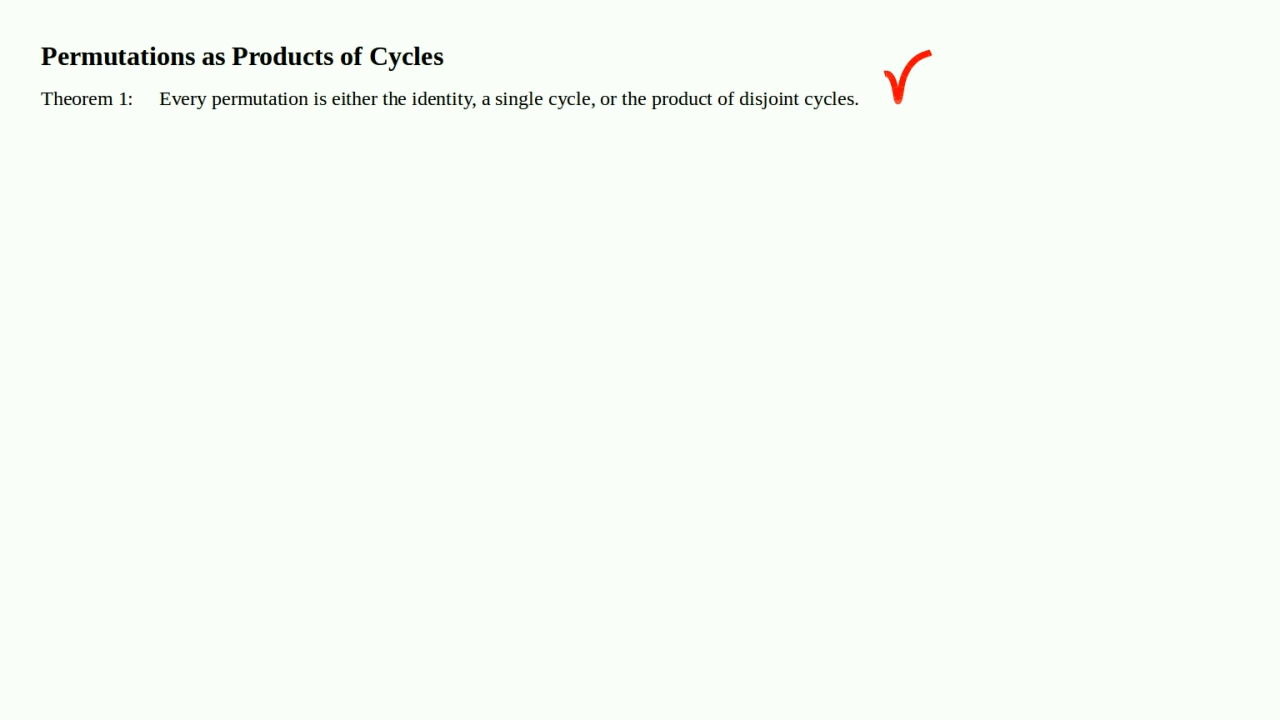 Permutations as Products of Cycles
Theorem 1: Every permutation is either the identity, a single cycle, or the product of disjoint cycles.